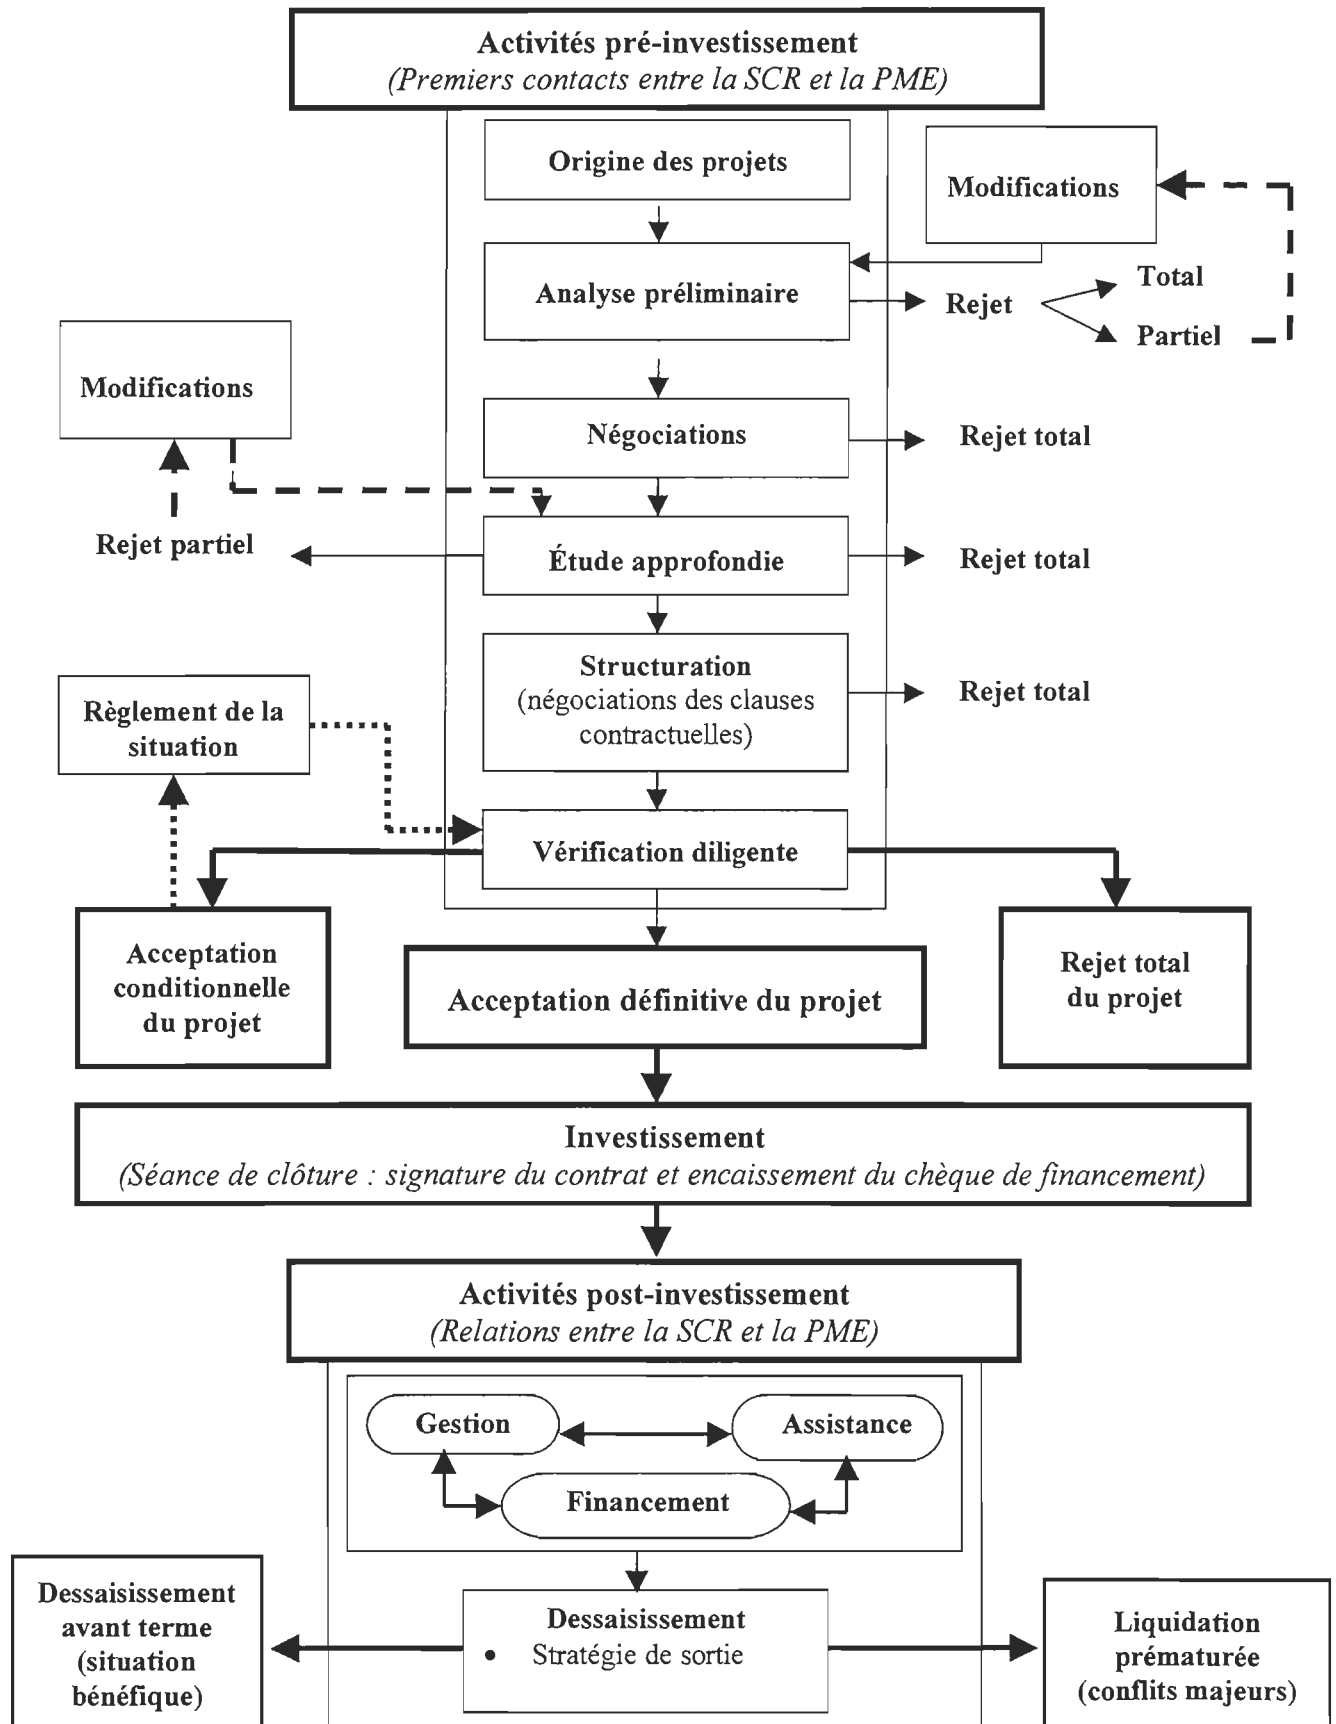 Activités pré-investissement
(Premiers contacts entre la SCR et la PME)
Origine des projets
Modifications
Analyse préliminaire
Rejet
Total
Partiel
Modifications
Négociations
Rejet total
Rejet partiel
Étude approfondie
Rejet total
Structuration
(négociations des clauses
contractuelles)
Rejet total
Règlement de la
situation
Vérification diligente
Acceptation
conditionnelle
du projet
Acceptation définitive du projet
Rejet total
du projet
Investissement
(Séance de clôture : signature du contrat et encaissement du chèque de financement)
Activités post-investissement
(Relations entre la SCR et la PME)
Gestion
Assistance
Financement
Dessaisissement
avant terme
(situation
bénéfique)
Dessaisissement
• Stratégie de sortie
Liquidation
prématurée
(conflits majeurs)